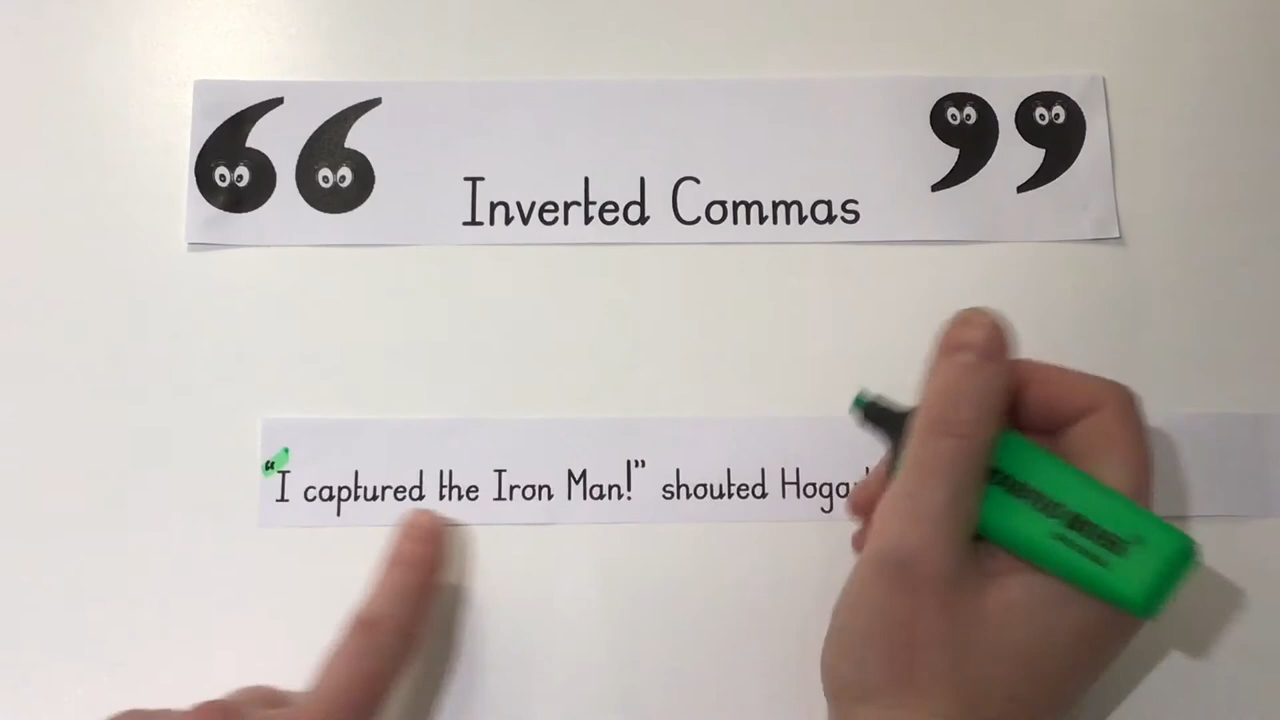 “ Inverted Commas ”
“I captured the Iron Man!” shouted